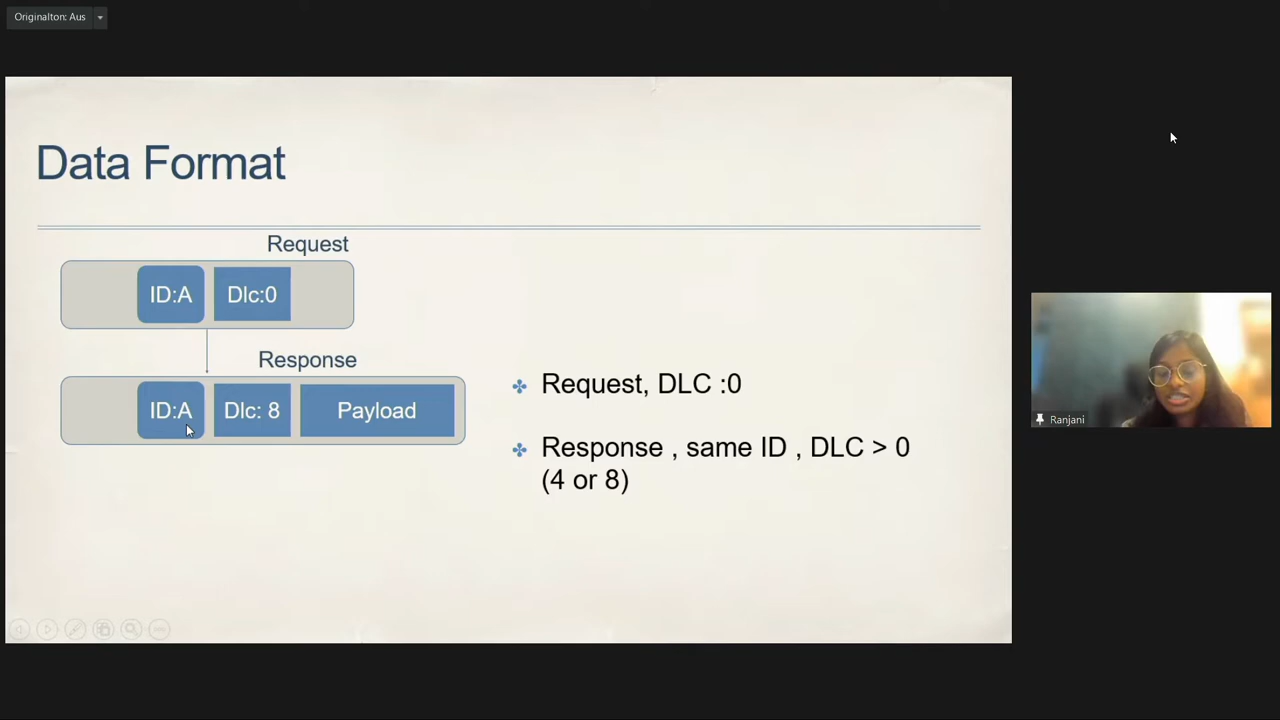 Originalton: Aus
Data Format
Request
ID:A Dlc:0
Response
ID:A Dlc: 8 Payload
Request, DLC :0
Response , same ID , DLC > 0
(4 or 8)
Ranjani